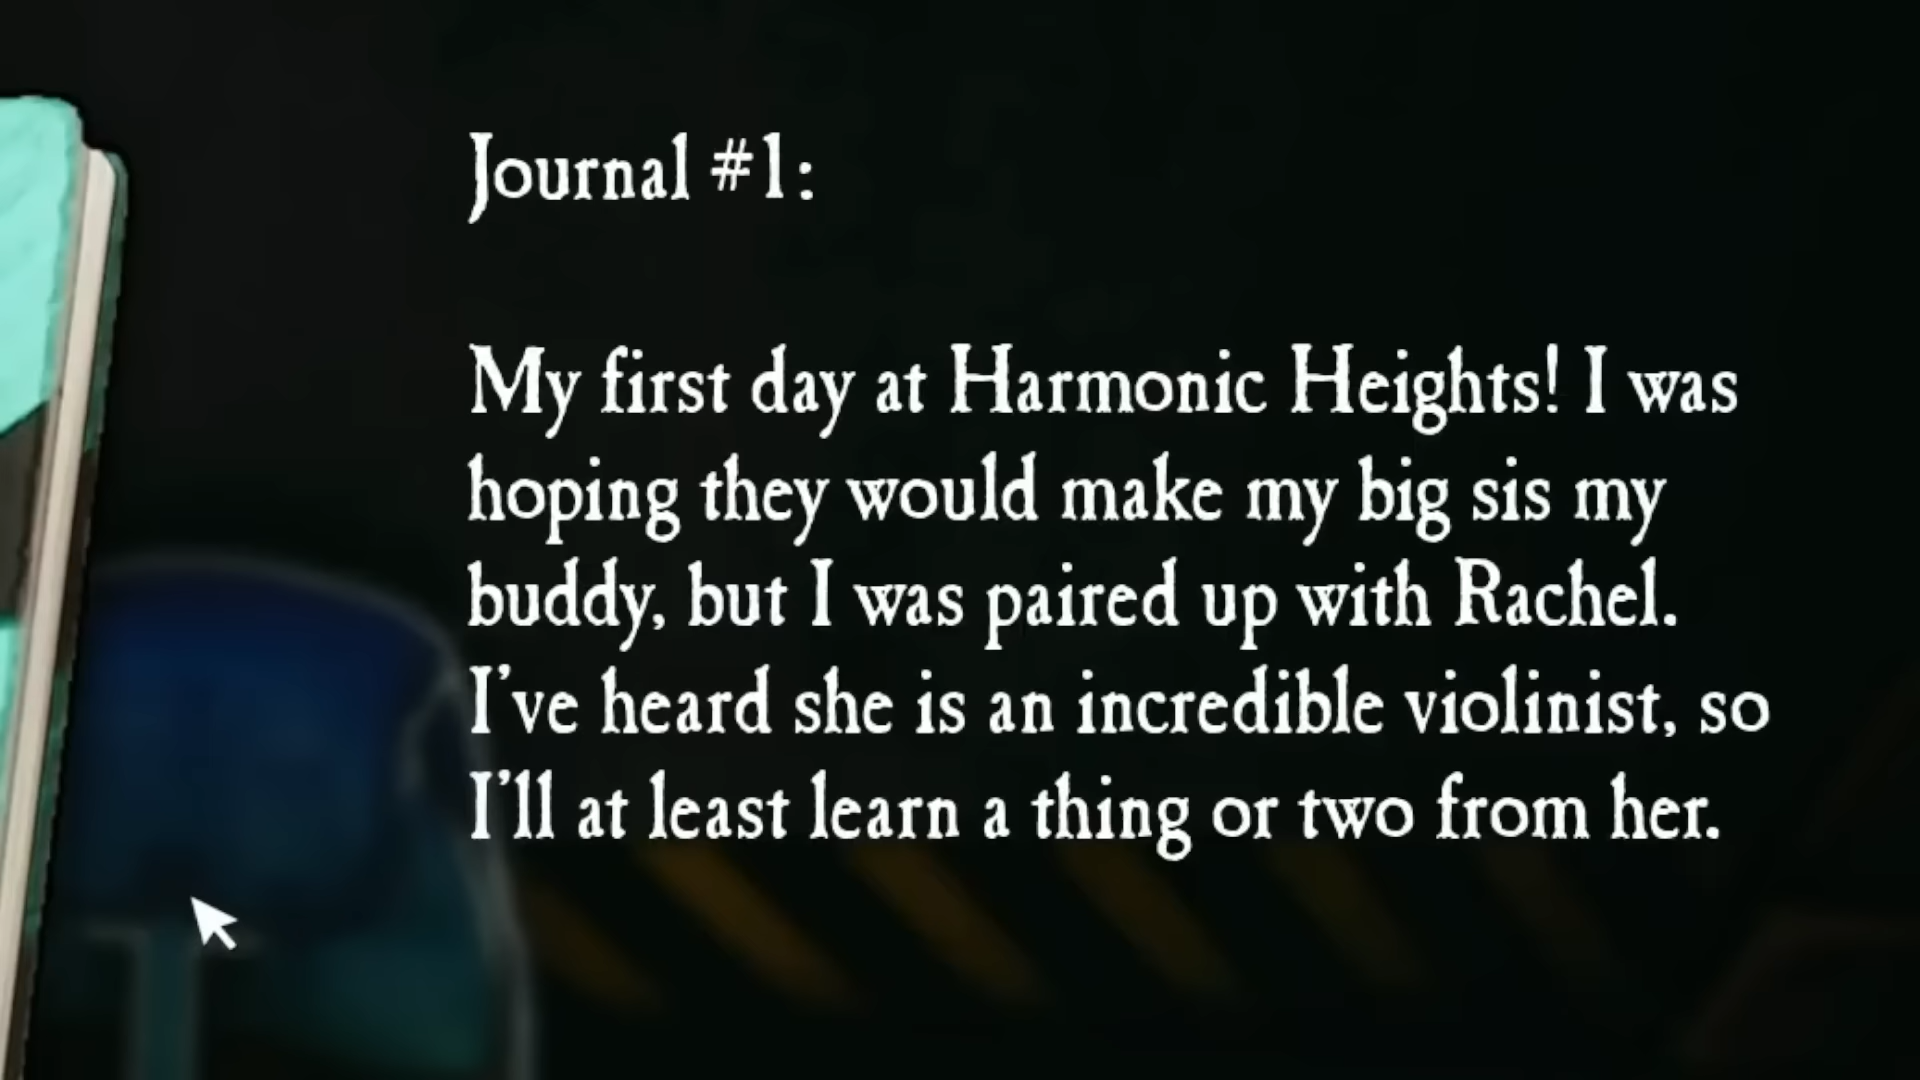 Journal #1:
My first day at Harmonic Heights! I was
hoping they would make my big sis my
buddy, but I was paired up with Rachel.
I've heard she is an incredible violinist, so
I'll at least learn a thing or two from her.